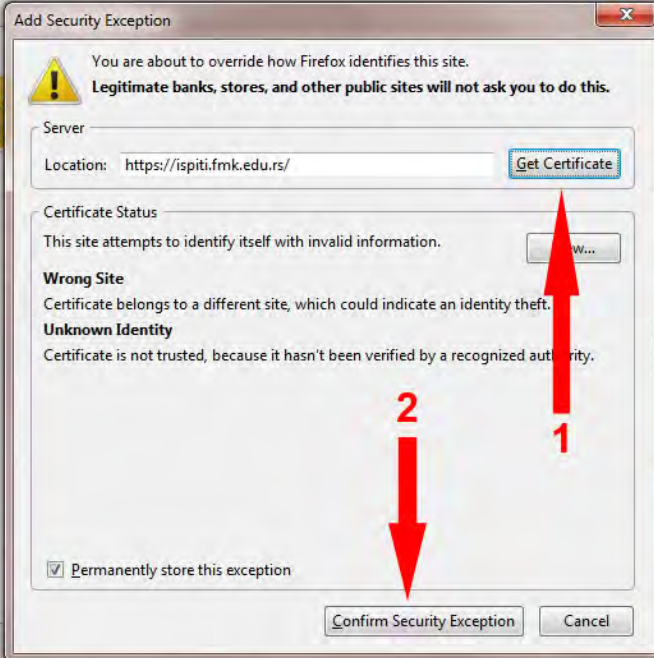 Add Security Exception
You are about to override how Firefox identifies this site.
Legitimate banks, stores, and other public sites will not ask you to do this.
Server
Location: https://ispiti.fmk.edu.rs/ Get Certificate
Certificate Status
This site attempts to identify itself with invalid information.
Wrong Site
Certificate belongs to a different site, which could indicate an identity theft.
Unknown Identity
Certificate is not trusted, because it hasn't been verified by a recognized authority.
2
1
Permanently store this exception
Confirm Security Exception Cancel